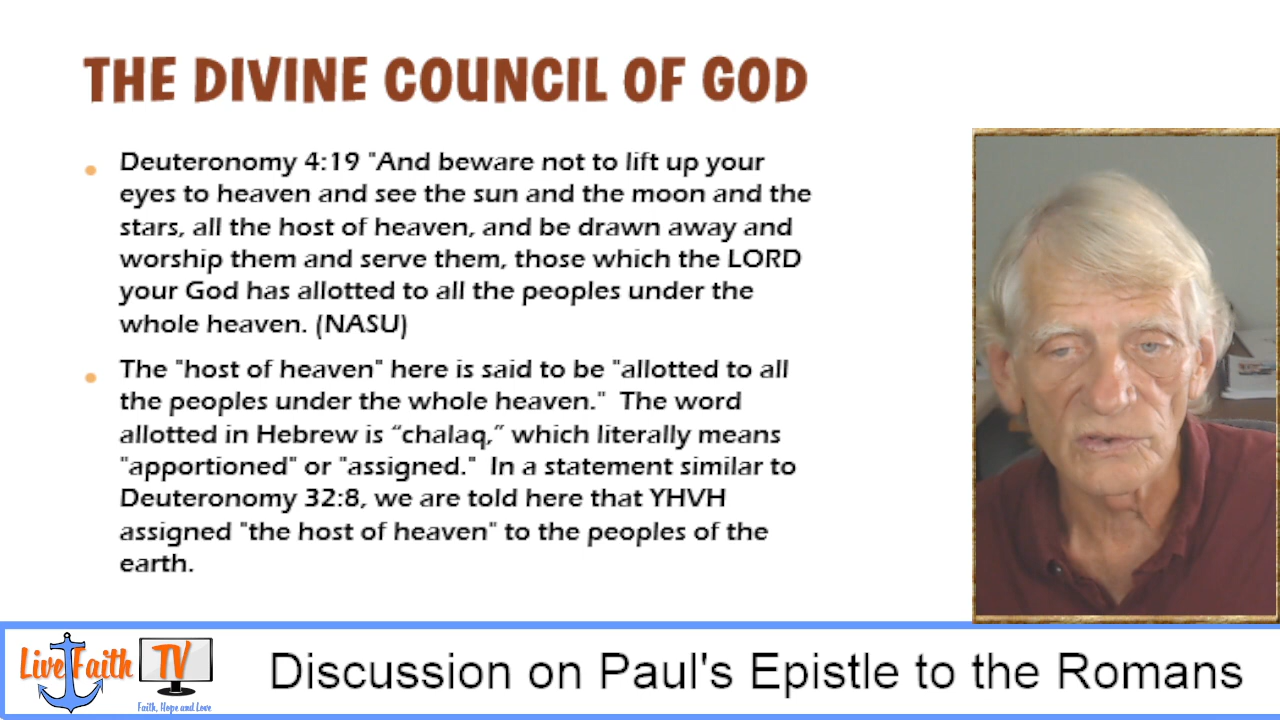 THE DIVINE COUNCIL OF GOD
Deuteronomy 4:19 "And beware not to lift up your
eyes to heaven and see the sun and the moon and the
stars, all the host of heaven, and be drawn away and
worship them and serve them, those which the LORD
your God has allotted to all the peoples under the
whole heaven. (NASU)
The "host of heaven" here is said to be "allotted to all
the peoples under the whole heaven."  The word
allotted in Hebrew is “chalaq,” which literally means
"apportioned" or "assigned."  In a statement similar to
Deuteronomy 32:8, we are told here that YHVH
assigned "the host of heaven" to the peoples of the
earth.
Live Faith TV
Faith, Hope and Love
Discussion on Paul's Epistle to the Romans